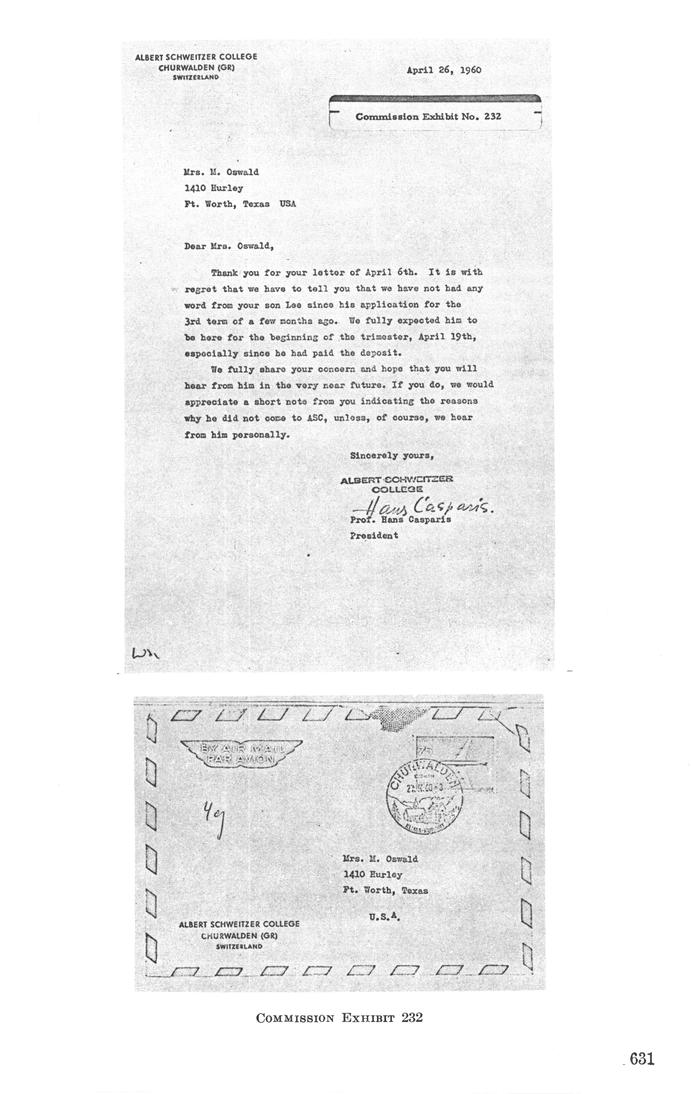 ALBERT SCHWEITZER COLLEGE
CHURWALDEN (GR)
SWITZERLAND
April 26, 1960
Commission Exhibit No. 232
Mrs. M. Oswald
1410 Hurley
Ft. Worth, Texas USA
Dear Mrs. Oswald,
Thank you for your letter of April 6th. It is with
regret that we have to tell you that we have not had any
word from your son Lee since his application for the
3rd term of a few months ago. We fully expected him to
be here for the beginning of the trimester, April 19th,
especially since he had paid the deposit.
We fully share your concern and hope that you will
hear from him in the very near future. If you do, we would
appreciate a short note from you indicating the reasons
why he did not come to ASC, unless, of course, we hear
from him personally.
Sincerely yours,
ALBERT SCHWEITZER
COLLEGE
Hans Casparis.
Prof. Hans Casparis
President
BY AIR MAIL
PAR AVION
CHURWALDEN
Mrs. M. Oswald
1410 Hurley
Ft. Worth, Texas
U.S.A.
ALBERT SCHWEITZER COLLEGE
CHURWALDEN (GR)
SWITZERLAND
COMMISSION EXHIBIT 232
631